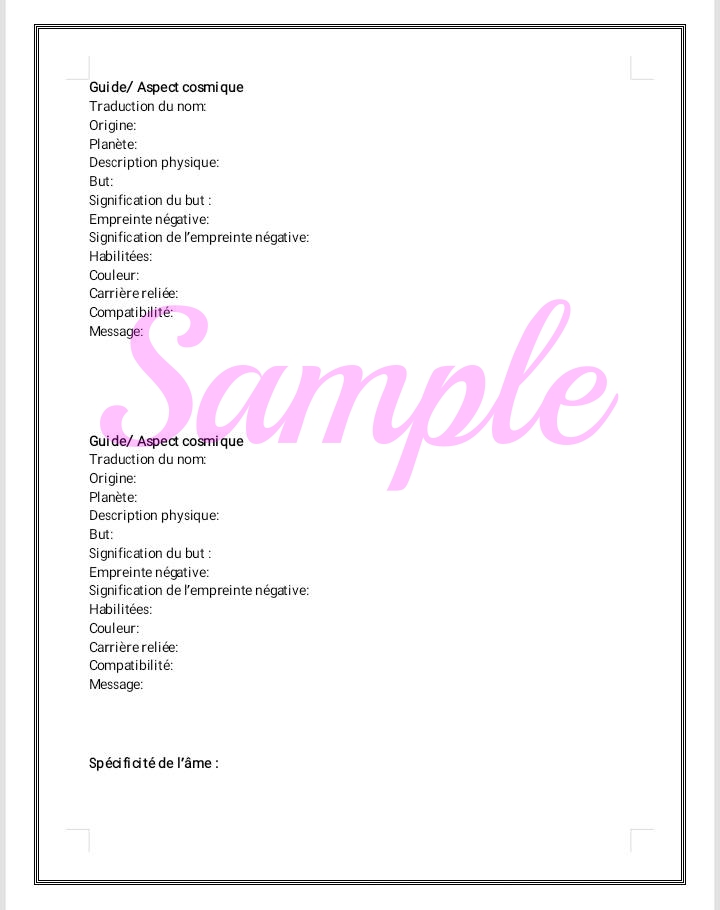 Guide/ Aspect cosmique
Traduction du nom:
Origine:
Planète:
Description physique:
But:
Signification du but :
Empreinte négative:
Signification de l’empreinte négative:
Habilitées:
Couleur:
Carrière reliée:
Compatibilité:
Message:
Sample
Guide/ Aspect cosmique
Traduction du nom:
Origine:
Planète:
Description physique:
But:
Signification du but :
Empreinte négative:
Signification de l’empreinte négative:
Habilitées:
Couleur:
Carrière reliée:
Compatibilité:
Message:
Spécificité de l’âme :